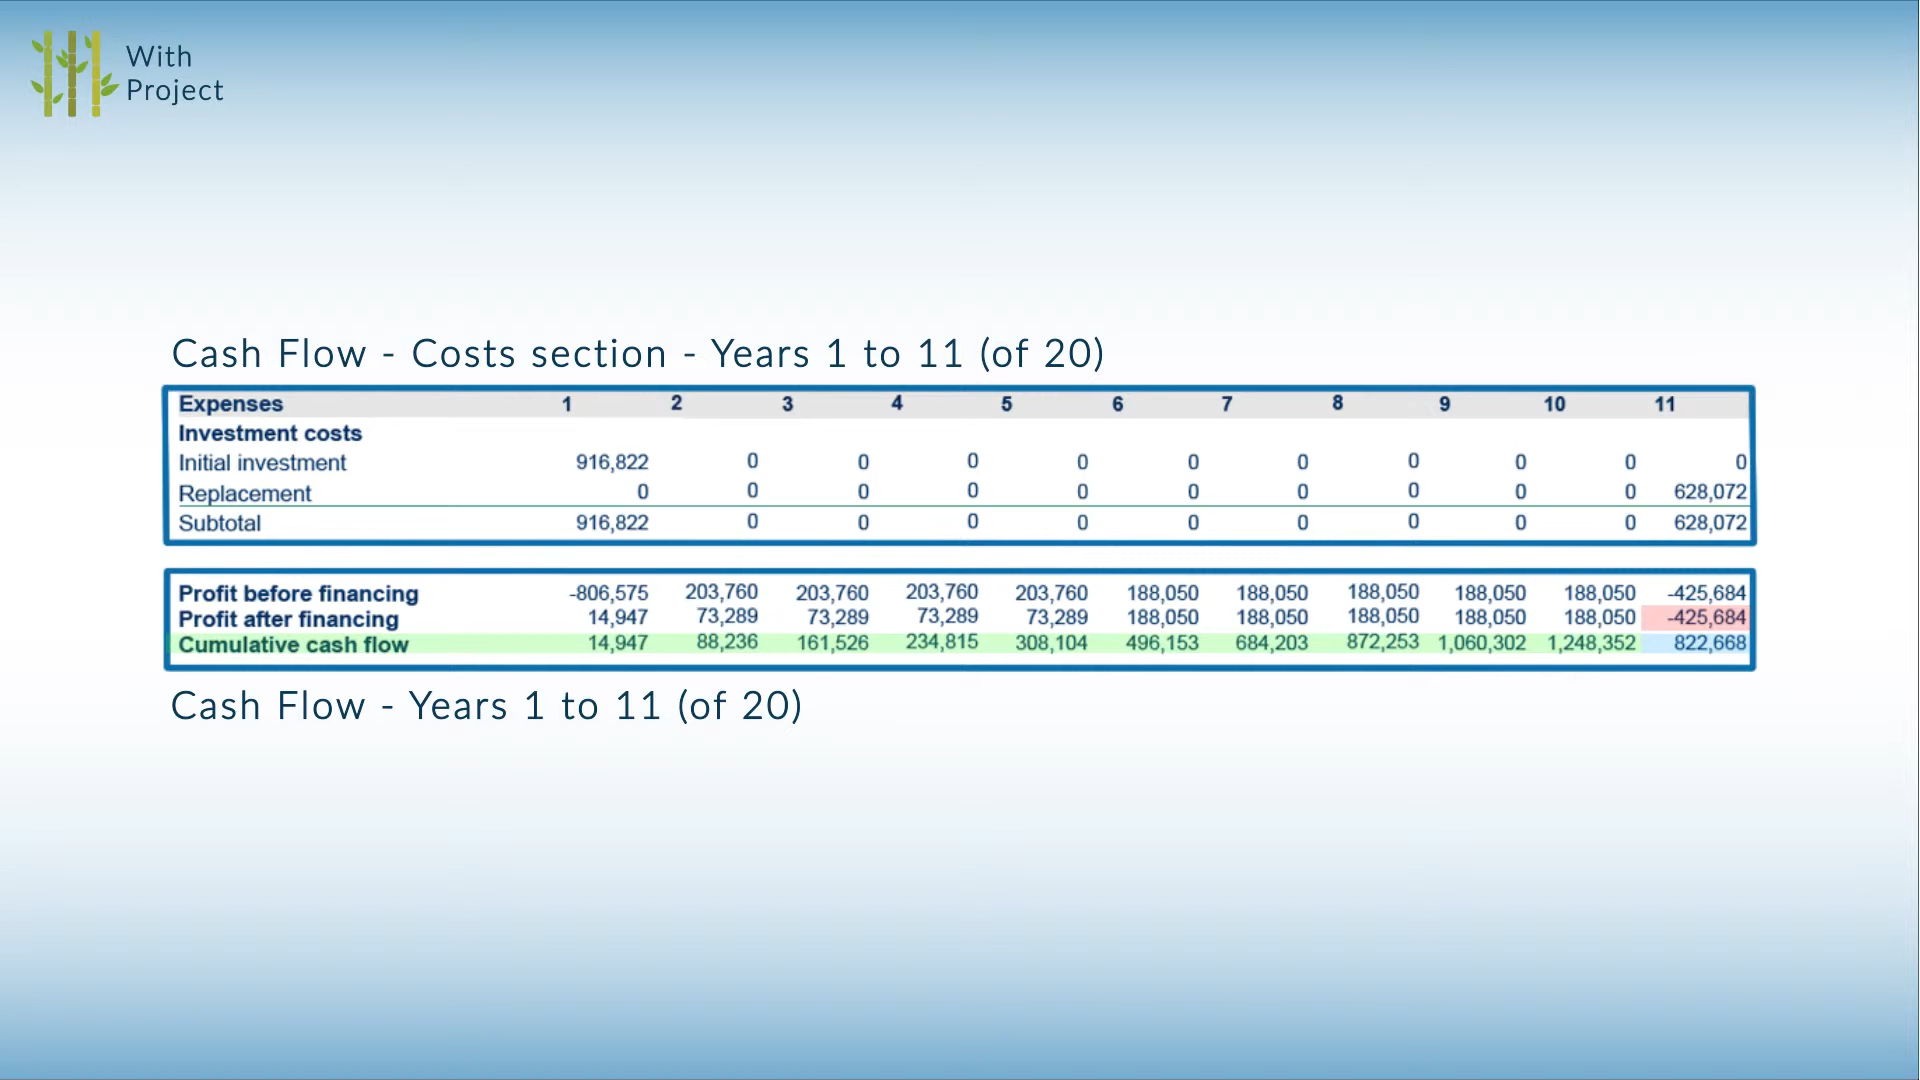 With
Project
Cash Flow - Costs section - Years 1 to 11 (of 20)
Expenses 1 2 3 4 5 6 7 8 9 10 11
Investment costs
Initial investment 916,822 0 0 0 0 0 0 0 0 0 0
Replacement 0 0 0 0 0 0 0 0 0 0 628,072
Subtotal 916,822 0 0 0 0 0 0 0 0 0 628,072
Profit before financing -806,575 203,760 203,760 203,760 203,760 188,050 188,050 188,050 188,050 188,050 -425,684
Profit after financing 14,947 73,289 73,289 73,289 73,289 188,050 188,050 188,050 188,050 188,050 -425,684
Cumulative cash flow 14,947 88,236 161,526 234,815 308,104 496,153 684,203 872,253 1,060,302 1,248,352 822,668
Cash Flow - Years 1 to 11 (of 20)